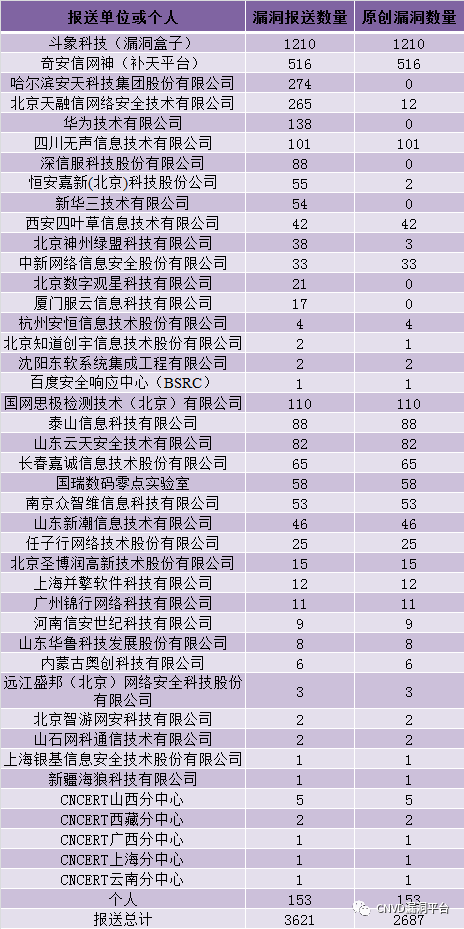 报送单位或个人 漏洞报送数量 原创漏洞数量
斗象科技（漏洞盒子） 1210 1210
奇安信网神（补天平台） 516 516
哈尔滨安天科技集团股份有限公司 274 0
北京天融信网络安全技术有限公司 265 12
华为技术有限公司 138 0
四川无声信息技术有限公司 101 101
深信服科技股份有限公司 88 0
恒安嘉新(北京)科技股份公司 55 2
新华三技术有限公司 54 0
西安四叶草信息技术有限公司 42 42
北京神州绿盟科技有限公司 38 3
中新网络信息安全股份有限公司 33 33
北京数字观星科技有限公司 21 0
厦门服云信息科技有限公司 17 0
杭州安恒信息技术股份有限公司 4 4
北京知道创宇信息技术股份有限公司 2 1
沈阳东软系统集成工程有限公司 2 2
百度安全响应中心（BSRC） 1 1
国网思极检测技术（北京）有限公司 110 110
泰山信息科技有限公司 88 88
山东云天安全技术有限公司 82 82
长春嘉诚信息技术股份有限公司 65 65
国瑞数码零点实验室 58 58
南京众智维信息科技有限公司 53 53
山东新潮信息技术有限公司 46 46
任子行网络技术股份有限公司 25 25
北京圣博润高新技术股份有限公司 15 15
上海并擎软件科技有限公司 12 12
广州锦行网络科技有限公司 11 11
河南信安世纪科技有限公司 9 9
山东华鲁科技发展股份有限公司 8 8
内蒙古奥创科技有限公司 6 6
远江盛邦（北京）网络安全科技股份
有限公司 3 3
北京智游网安科技有限公司 2 2
山石网科通信技术有限公司 2 2
上海银基信息安全技术股份有限公司 1 1
新疆海狼科技有限公司 1 1
CNCERT山西分中心 5 5
CNCERT西藏分中心 2 2
CNCERT广西分中心 1 1
CNCERT上海分中心 1 1
CNCERT云南分中心 1 1
个人 153 153
报送总计 3621 2687
CNVD漏洞平台